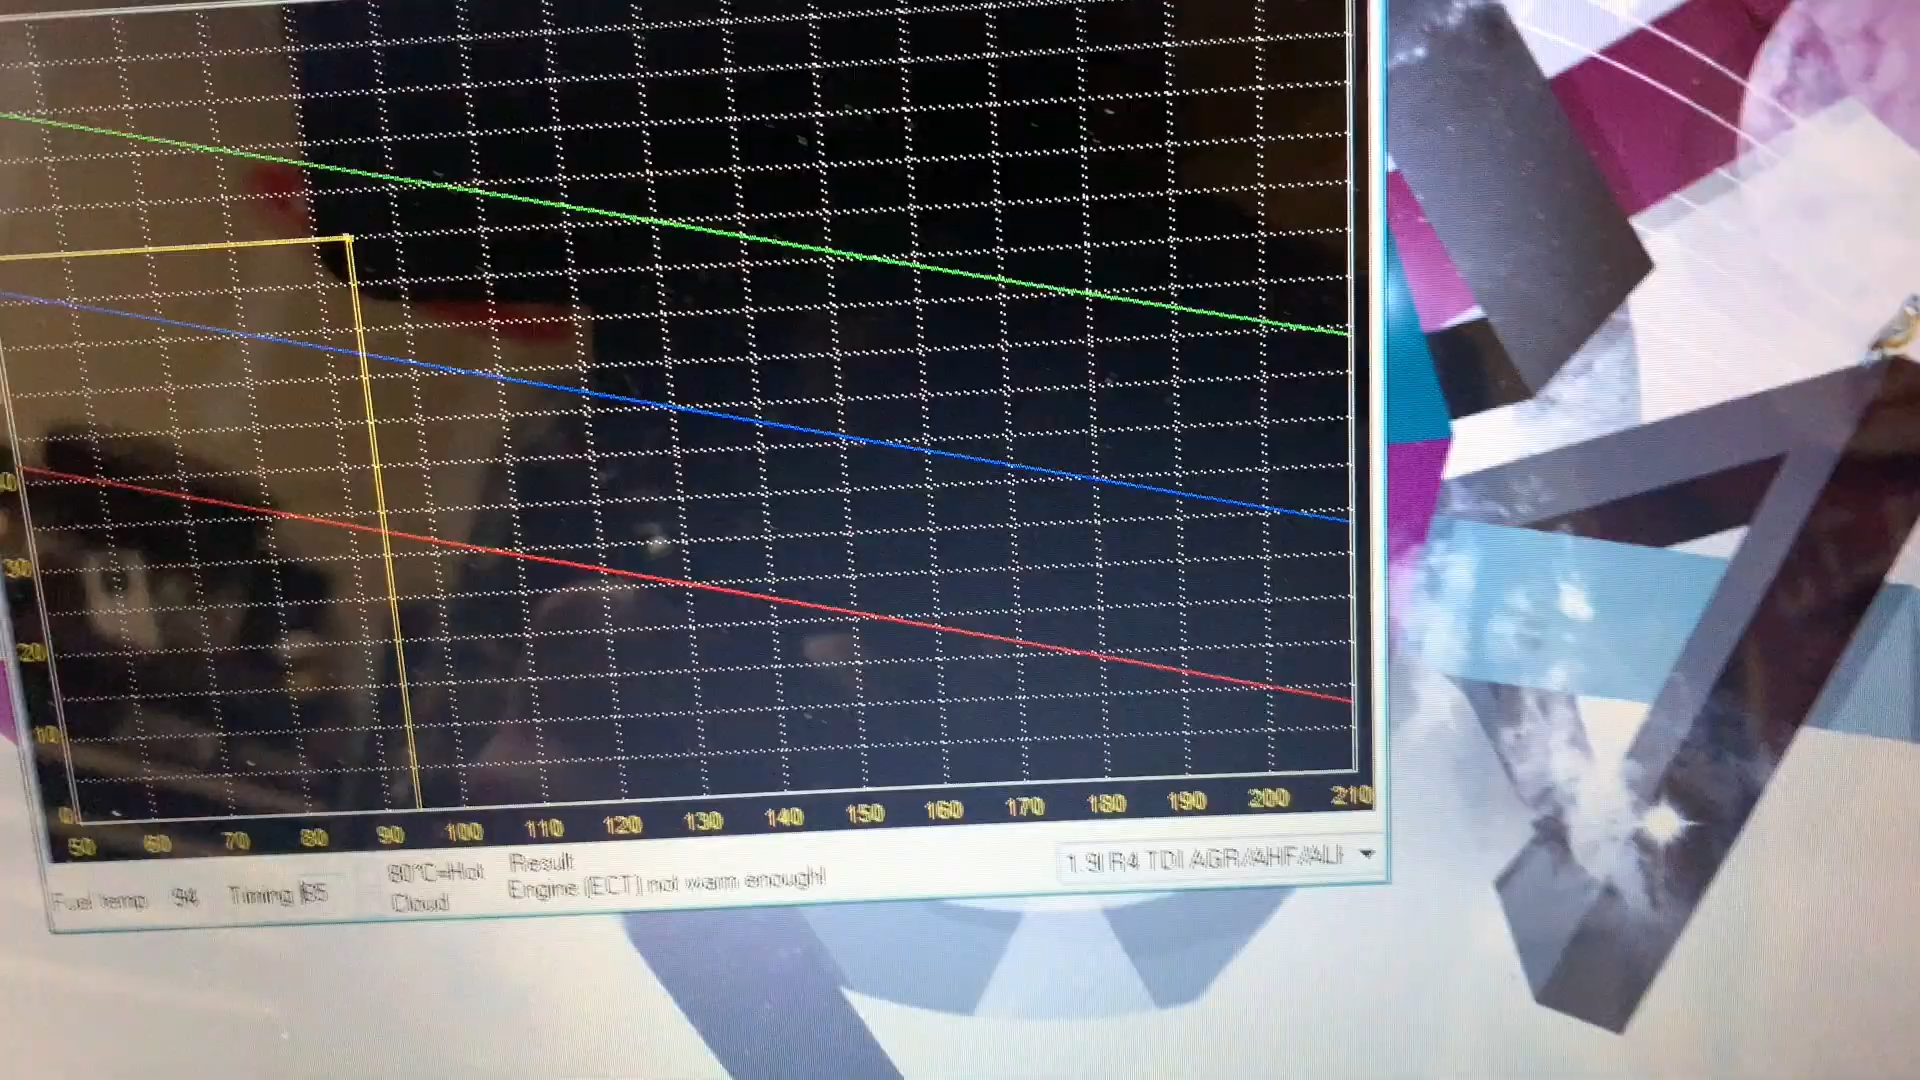 30
20
10
0
50 60 70 80 90 100 110 120 130 140 150 160 170 180 190 200 210
Fuel temp 94 Timing 65
80°C=Hot
Cloud
Result
Engine (ECT) not warm enough!
1.9l R4 TDI AGR/AHF/ALH